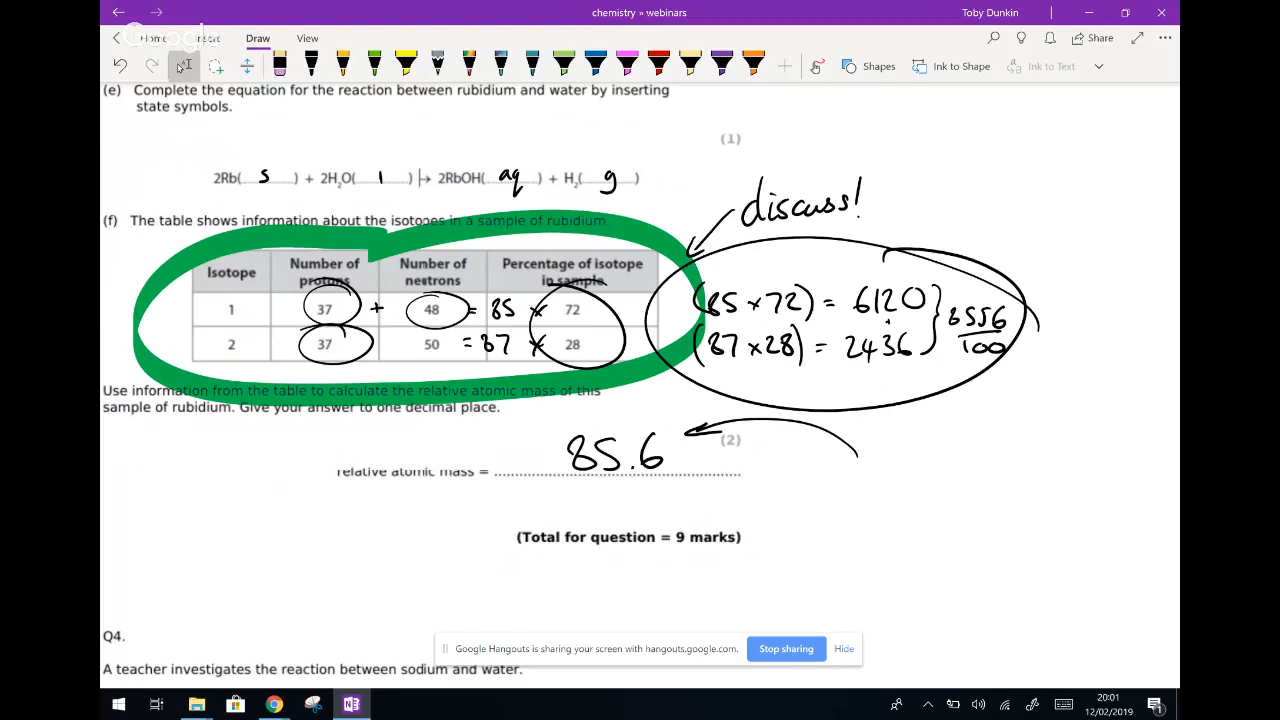 chemistry » webinars
Toby Dunkin
Google
Home Insert Draw View
Share
Shapes Ink to Shape Ink to Text
(e) Complete the equation for the reaction between rubidium and water by inserting
state symbols.
(1)
2Rb( s ) + 2H₂O( l ) → 2RbOH( aq ) + H₂( g )
discuss!
(f) The table shows information about the isotopes in a sample of rubidium.
Isotope Number of protons Number of neutrons Percentage of isotope in sample
1 37 + 48 = 85 × 72
2 37 50 = 87 × 28
(85 × 72) = 6120
(87 × 28) = 2436
8556
100
Use information from the table to calculate the relative atomic mass of this
sample of rubidium. Give your answer to one decimal place.
(2)
relative atomic mass = 85.6
(Total for question = 9 marks)
Q4.
Google Hangouts is sharing your screen with hangouts.google.com. Stop sharing Hide
A teacher investigates the reaction between sodium and water.
20:01
12/02/2019